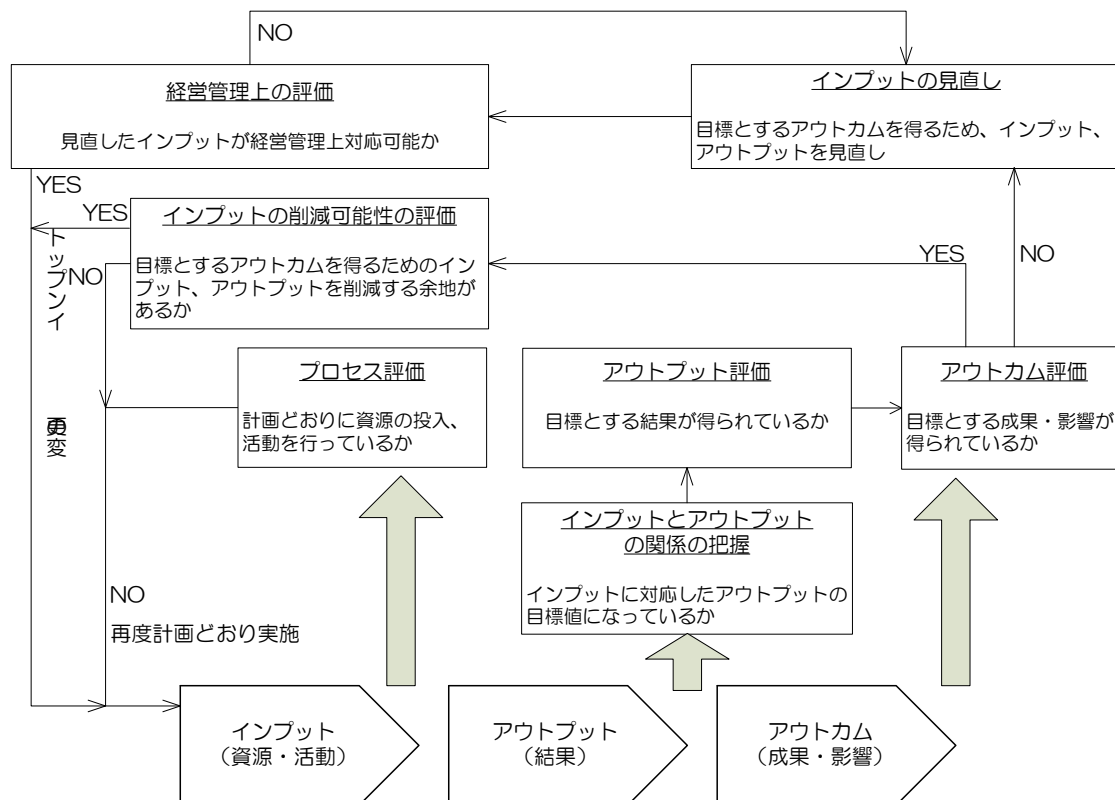 NO
経営管理上の評価
見直したインプットが経営管理上対応可能か
インプットの見直し
目標とするアウトカムを得るため、インプット、
アウトプットを見直し
YES
YES
インプットの削減可能性の評価
目標とするアウトカムを得るためのイン
プット、アウトプットを削減する余地が
あるか
NO
YES
NO
トップンイ
の変更
プロセス評価
計画どおりに資源の投入、
活動を行っているか
アウトプット評価
目標とする結果が得られているか
アウトカム評価
目標とする成果・影響が
得られているか
インプットとアウトプット
の関係の把握
インプットに対応したアウトプットの
目標値になっているか
NO
再度計画どおり実施
インプット
（資源・活動）
アウトプット
（結果）
アウトカム
（成果・影響）